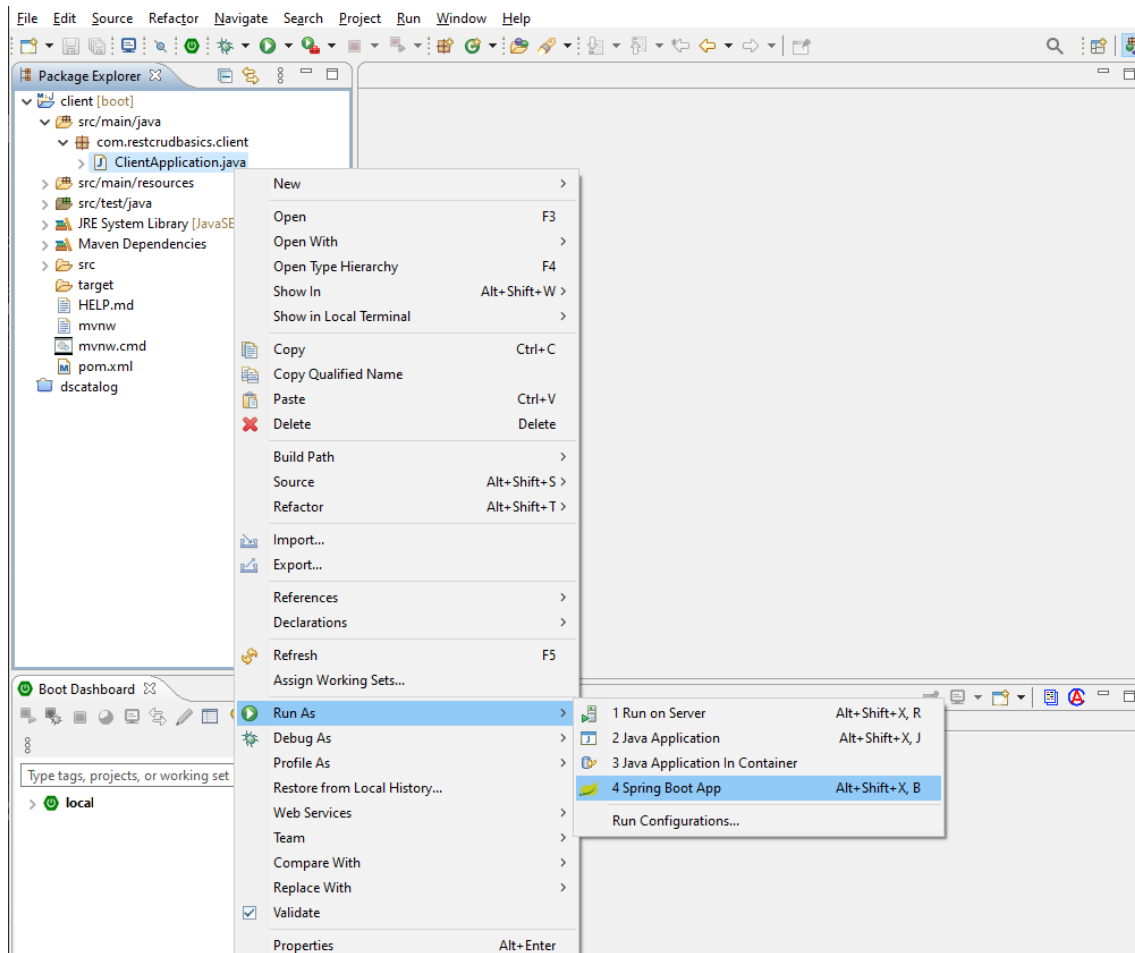 File Edit Source Refactor Navigate Search Project Run Window Help
Package Explorer
client [boot]
src/main/java
com.restcrudbasics.client
ClientApplication.java
src/main/resources
src/test/java
JRE System Library [JavaSE
Maven Dependencies
src
target
HELP.md
mvnw
mvnw.cmd
pom.xml
dscatalog
New
Open F3
Open With
Open Type Hierarchy F4
Show In Alt+Shift+W >
Show in Local Terminal
Copy Ctrl+C
Copy Qualified Name
Paste Ctrl+V
Delete Delete
Build Path
Source Alt+Shift+S >
Refactor Alt+Shift+T >
Import...
Export...
References
Declarations
Refresh F5
Assign Working Sets...
Run As
Debug As
Profile As
Restore from Local History...
Web Services
Team
Compare With
Replace With
Validate
Properties Alt+Enter
1 Run on Server Alt+Shift+X, R
2 Java Application Alt+Shift+X, J
3 Java Application In Container
4 Spring Boot App Alt+Shift+X, B
Run Configurations...
Boot Dashboard
Type tags, projects, or working set
local